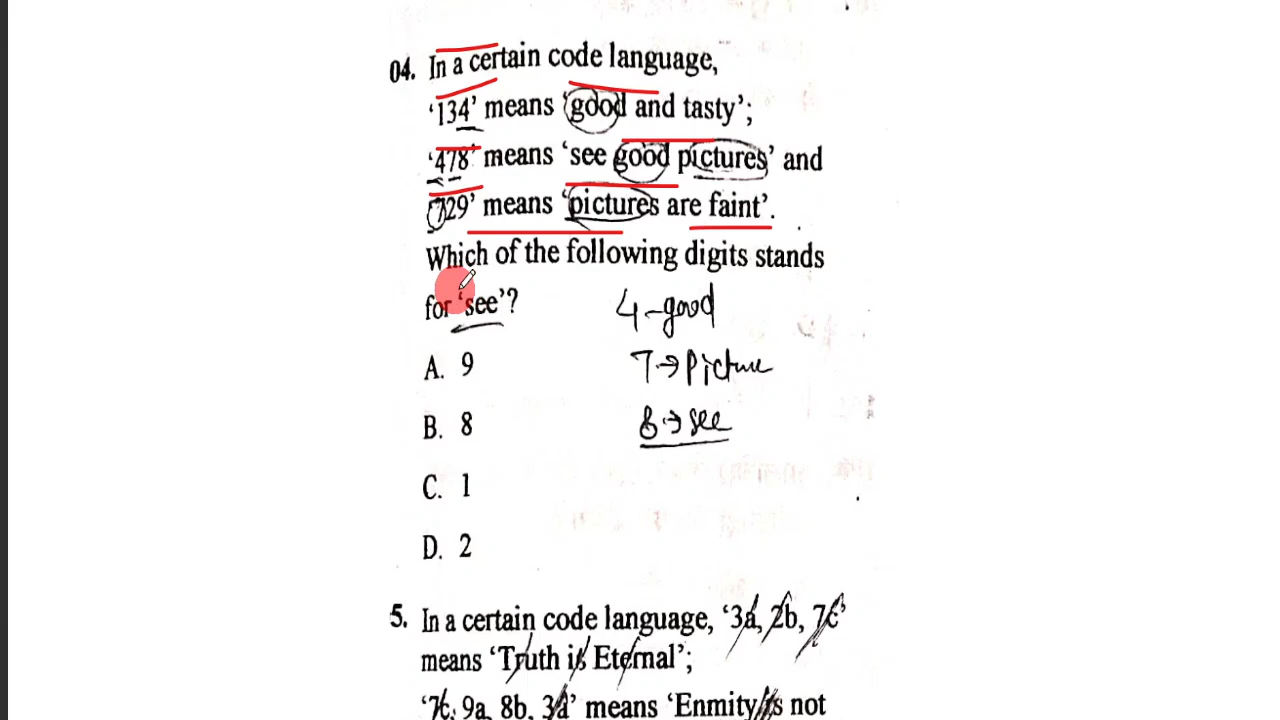 04. In a certain code language,
‘134’ means ‘good and tasty’;
‘478’ means ‘see good pictures’ and
‘729’ means ‘pictures are faint’.
Which of the following digits stands
for ‘see’?
4-good
A. 9
7→Picture
B. 8
8→see
C. 1
D. 2
5. In a certain code language, ‘3a, 2b, 7c’
means ‘Truth is Eternal’;
‘7c, 9a, 8b, 3a’ means ‘Enmity is not